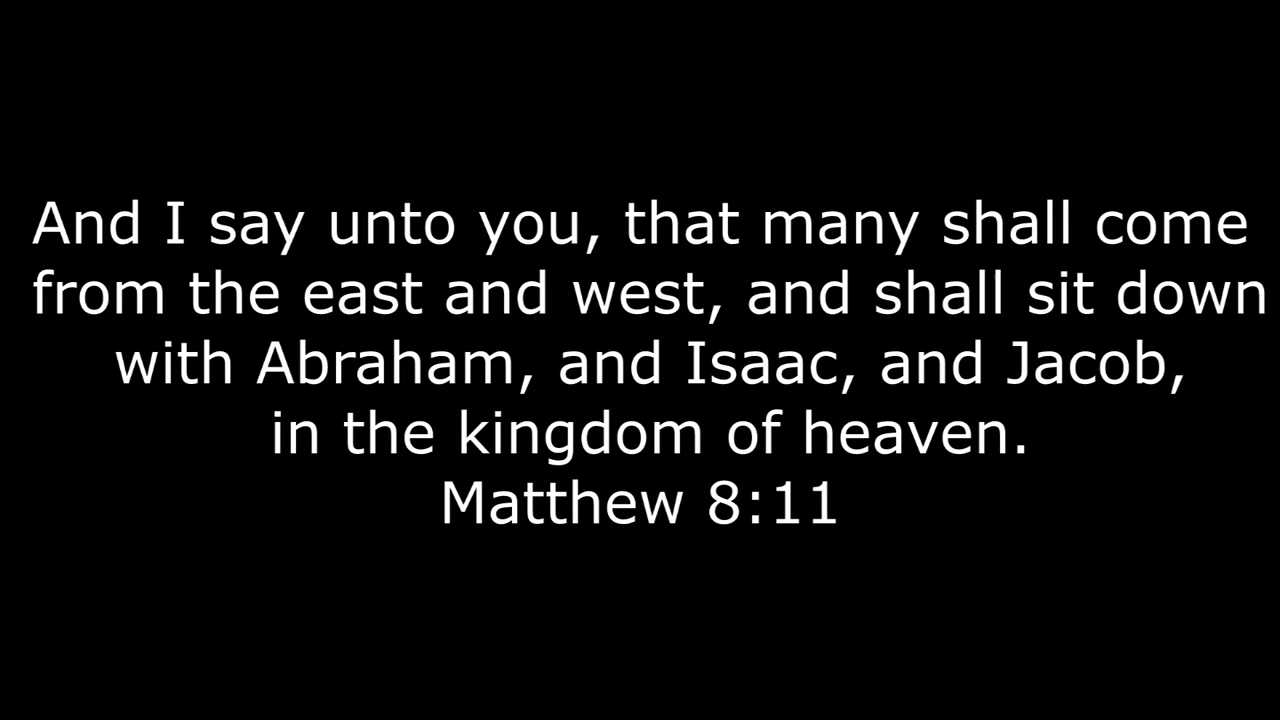 And I say unto you, that many shall come
from the east and west, and shall sit down
with Abraham, and Isaac, and Jacob,
in the kingdom of heaven.
Matthew 8:11